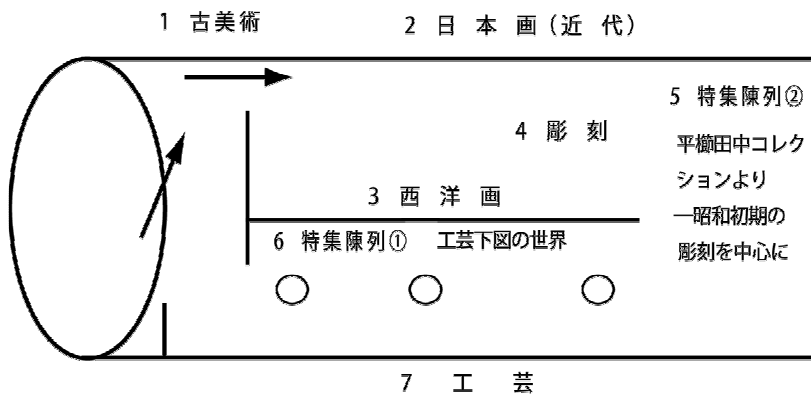 1 古美術
2 日本画（近代）
3 西洋画
4 彫刻
5 特集陳列②
平櫛田中コレク
ションより
―昭和初期の
彫刻を中心に
6 特集陳列① 工芸下図の世界
7 工芸